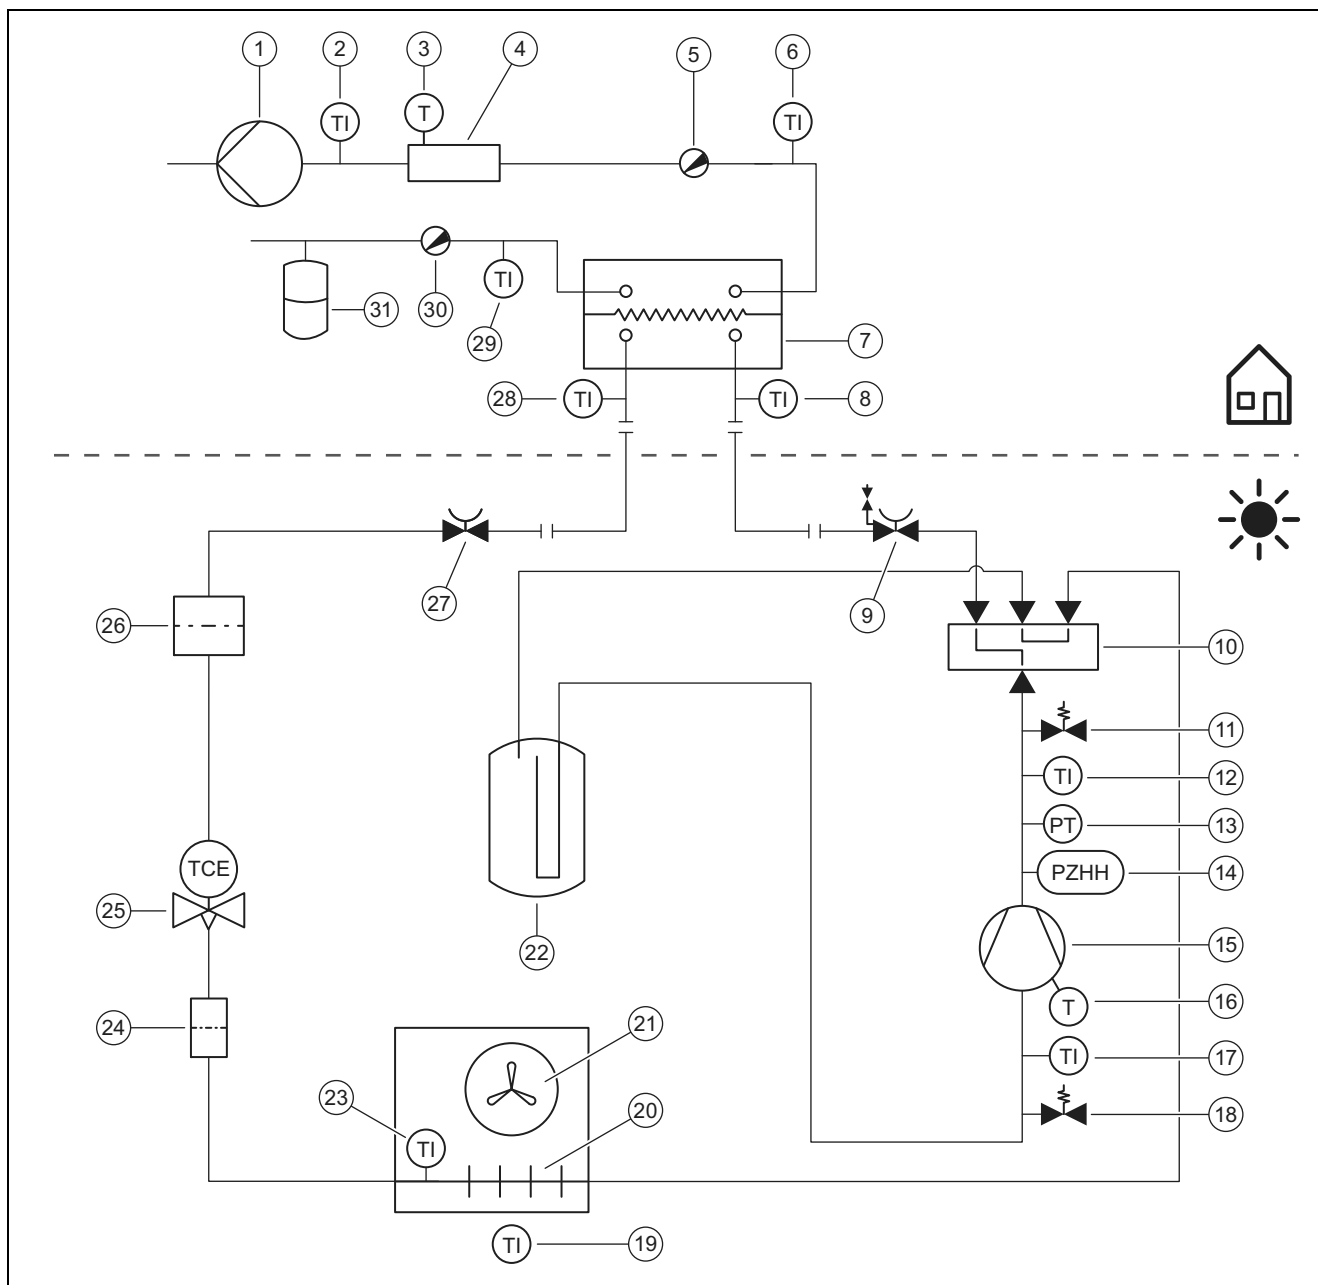 1 2 3 4 5 6
TI T TI
TI
31 30 29 7
28 TI TI 8
27 9
26 10
11
TI 12
PT 13
TCE PZHH 14
25 22 15
T 16
24 21 TI 17
23 20 18
TI
TI 19